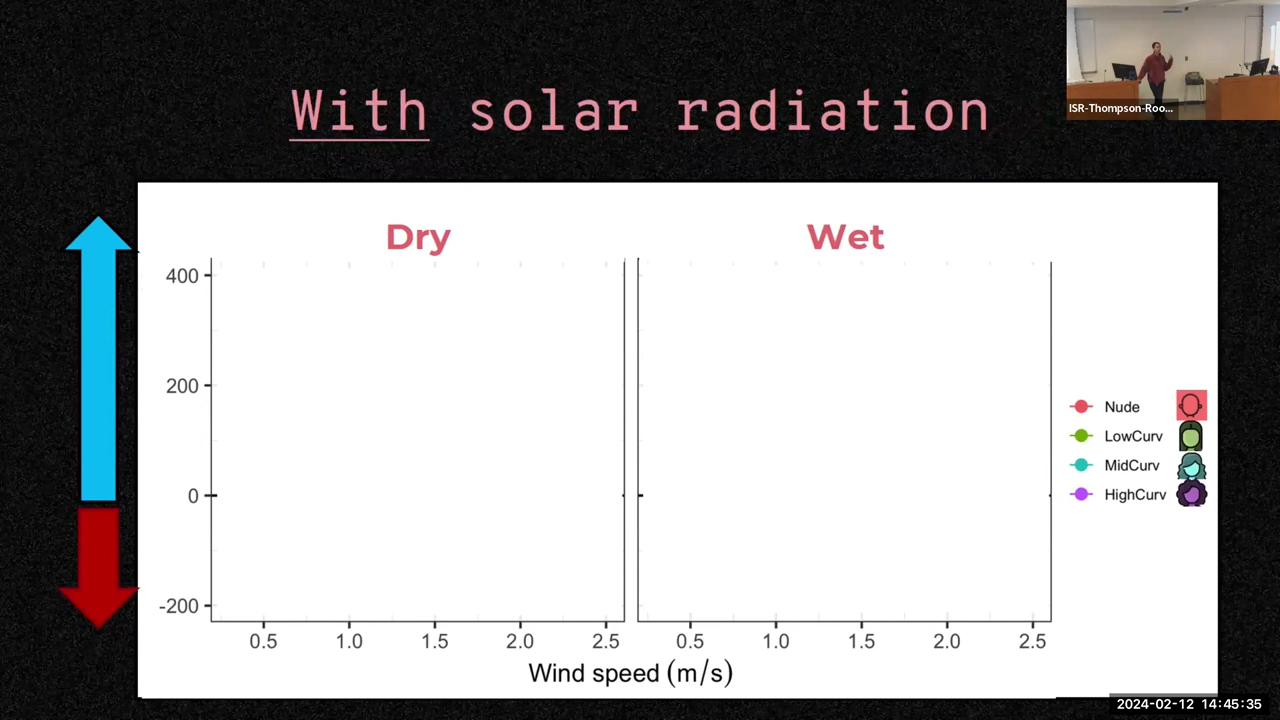 With solar radiation
ISR-Thompson-Roo...
Dry
Wet
400
200
0
-200
0.5 1.0 1.5 2.0 2.5
0.5 1.0 1.5 2.0 2.5
Wind speed (m/s)
Nude
LowCurv
MidCurv
HighCurv
2024-02-12 14:45:35